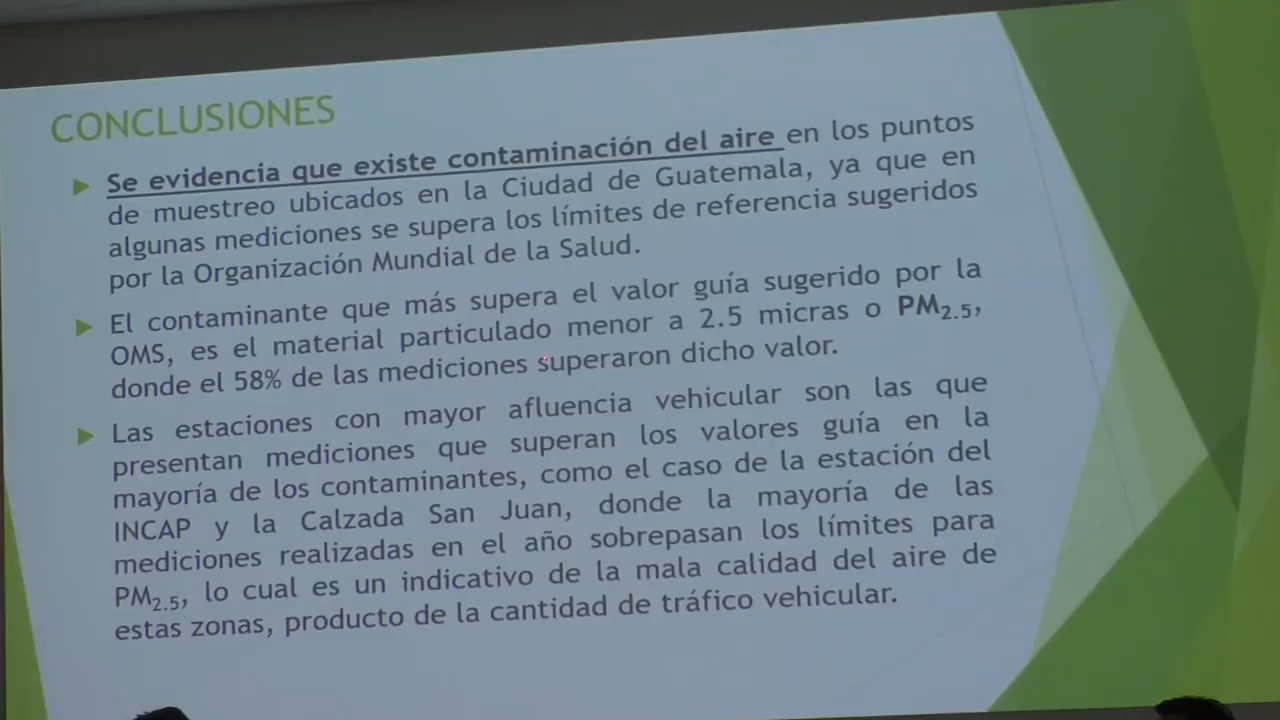 CONCLUSIONES
Se evidencia que existe contaminación del aire en los puntos
de muestreo ubicados en la Ciudad de Guatemala, ya que en
algunas mediciones se supera los límites de referencia sugeridos
por la Organización Mundial de la Salud.
El contaminante que más supera el valor guía sugerido por la
OMS, es el material particulado menor a 2.5 micras o PM2.5,
donde el 58% de las mediciones superaron dicho valor.
Las estaciones con mayor afluencia vehicular son las que
presentan mediciones que superan los valores guía en la
mayoría de los contaminantes, como el caso de la estación del
INCAP y la Calzada San Juan, donde la mayoría de las
mediciones realizadas en el año sobrepasan los límites para
PM2.5, lo cual es un indicativo de la mala calidad del aire de
estas zonas, producto de la cantidad de tráfico vehicular.